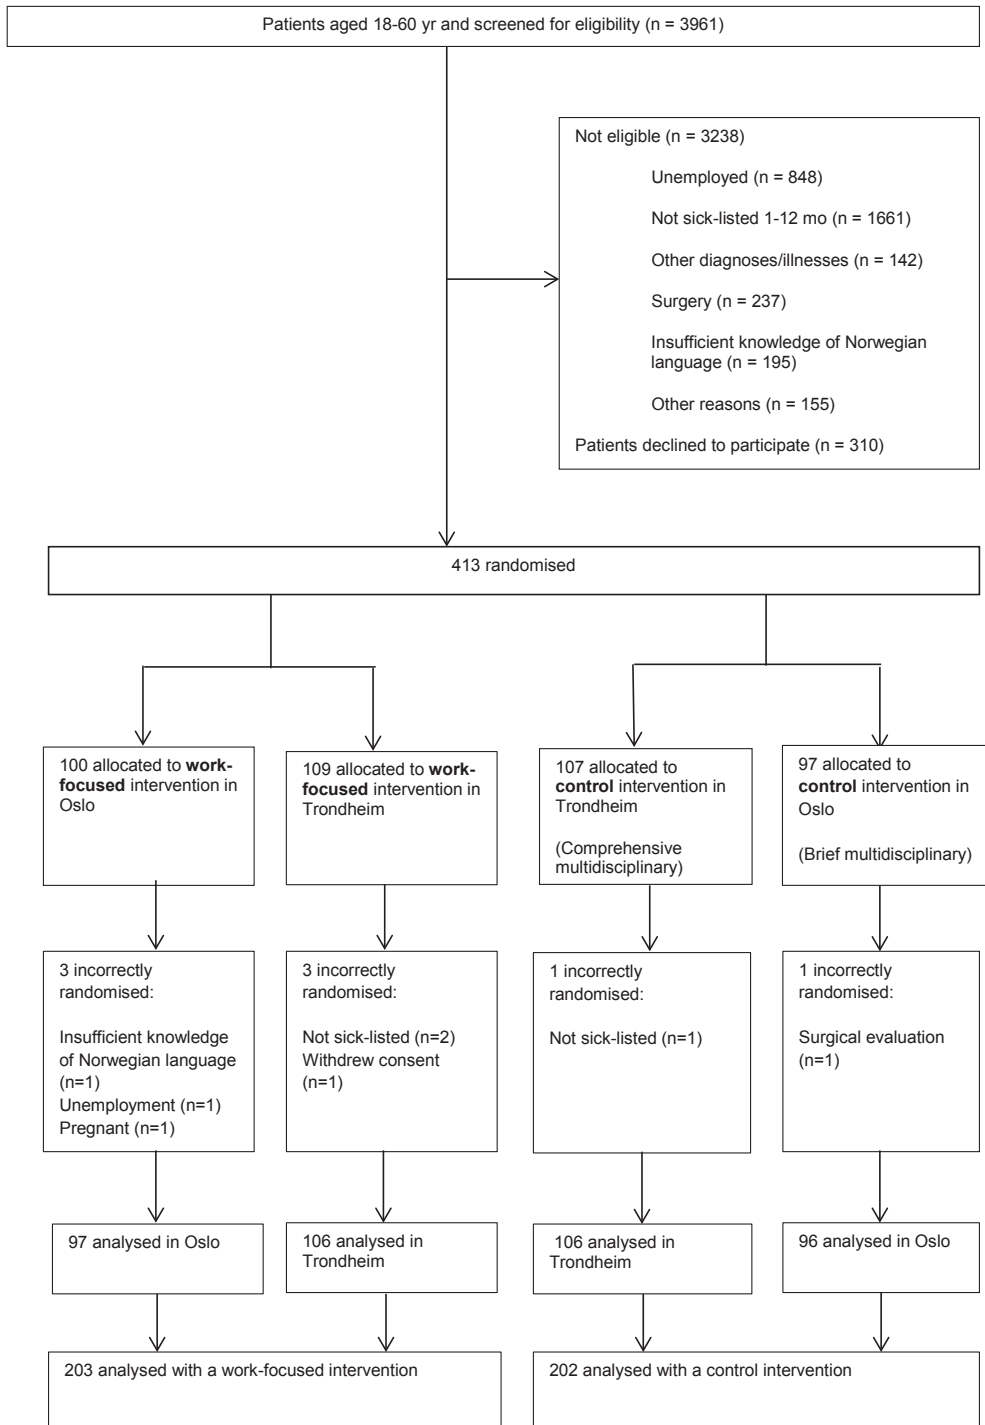 Patients aged 18-60 yr and screened for eligibility (n = 3961)
Not eligible (n = 3238)
Unemployed (n = 848)
Not sick-listed 1-12 mo (n = 1661)
Other diagnoses/illnesses (n = 142)
Surgery (n = 237)
Insufficient knowledge of Norwegian
language (n = 195)
Other reasons (n = 155)
Patients declined to participate (n = 310)
413 randomised
100 allocated to work-
focused intervention in
Oslo
109 allocated to work-
focused intervention in
Trondheim
107 allocated to
control intervention in
Trondheim
(Comprehensive
multidisciplinary)
97 allocated to
control intervention in
Oslo
(Brief multidisciplinary)
3 incorrectly
randomised:
Insufficient knowledge
of Norwegian language
(n=1)
Unemployment (n=1)
Pregnant (n=1)
3 incorrectly
randomised:
Not sick-listed (n=2)
Withdrew consent
(n=1)
1 incorrectly
randomised:
Not sick-listed (n=1)
1 incorrectly
randomised:
Surgical evaluation
(n=1)
97 analysed in Oslo
106 analysed in
Trondheim
106 analysed in
Trondheim
96 analysed in Oslo
203 analysed with a work-focused intervention
202 analysed with a control intervention